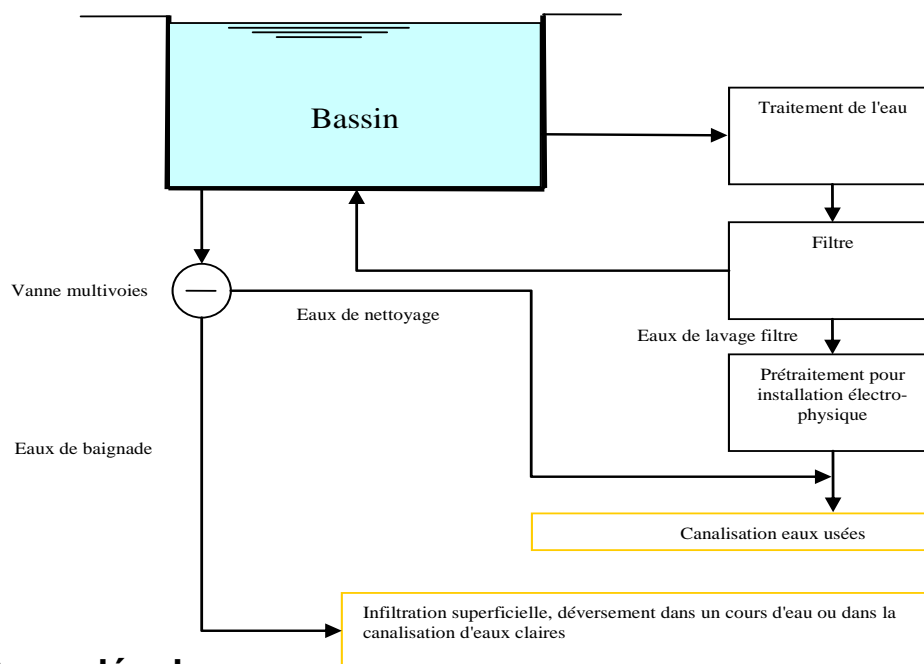 Bassin
Traitement de l'eau
Filtre
Vanne multivoies
Eaux de nettoyage
Eaux de lavage filtre
Prétraitement pour
installation électro-
physique
Eaux de baignade
Canalisation eaux usées
Infiltration superficielle, déversement dans un cours d'eau ou dans la
canalisation d'eaux claires